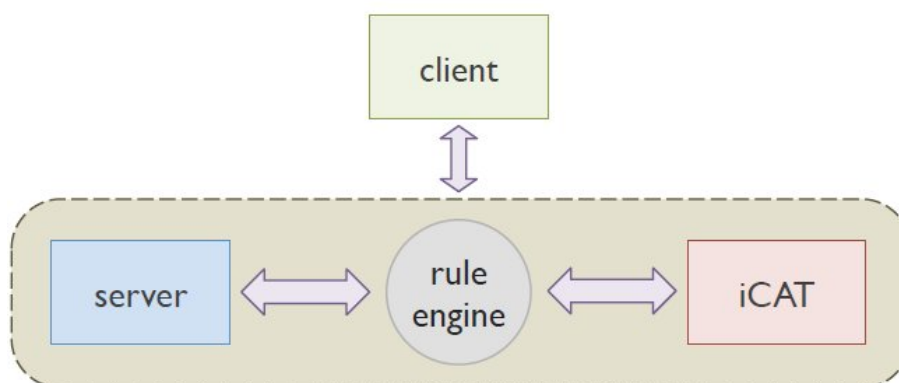 client
server
rule
engine
iCAT